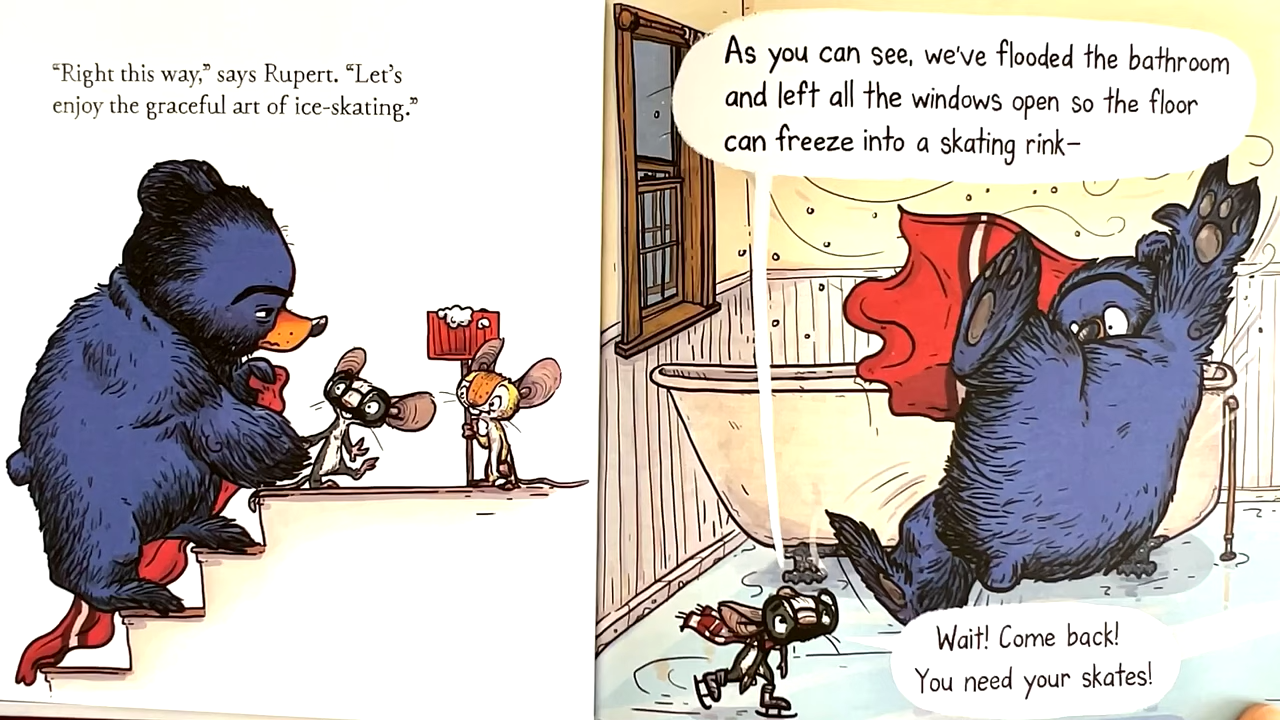 “Right this way,” says Rupert. “Let’s
enjoy the graceful art of ice-skating.”
As you can see, we've flooded the bathroom
and left all the windows open so the floor
can freeze into a skating rink–
Wait! Come back!
You need your skates!